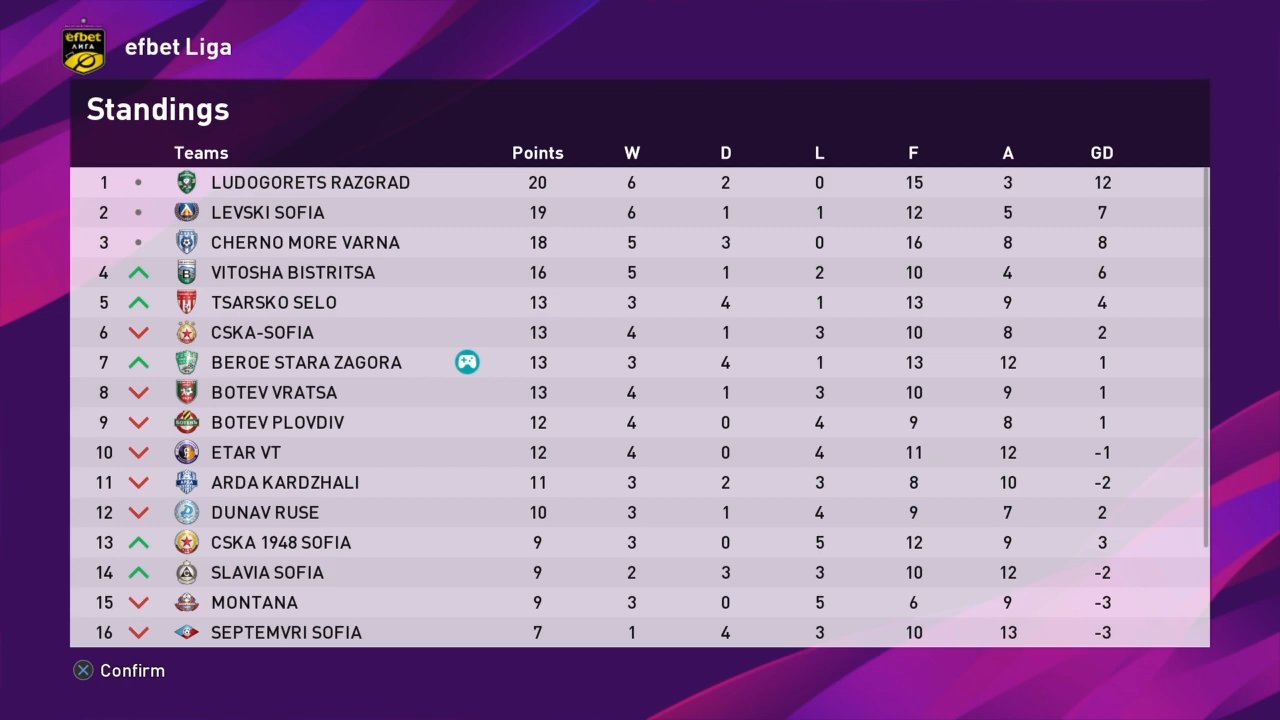 efbet
ЛИГА
efbet Liga
Standings
Teams Points W D L F A GD
1 LUDOGORETS RAZGRAD 20 6 2 0 15 3 12
2 LEVSKI SOFIA 19 6 1 1 12 5 7
3 CHERNO MORE VARNA 18 5 3 0 16 8 8
4 VITOSHA BISTRITSA 16 5 1 2 10 4 6
5 TSARSKO SELO 13 3 4 1 13 9 4
6 CSKA-SOFIA 13 4 1 3 10 8 2
7 BEROE STARA ZAGORA 13 3 4 1 13 12 1
8 BOTEV VRATSA 13 4 1 3 10 9 1
9 BOTEV PLOVDIV 12 4 0 4 9 8 1
10 ETAR VT 12 4 0 4 11 12 -1
11 ARDA KARDZHALI 11 3 2 3 8 10 -2
12 DUNAV RUSE 10 3 1 4 9 7 2
13 CSKA 1948 SOFIA 9 3 0 5 12 9 3
14 SLAVIA SOFIA 9 2 3 3 10 12 -2
15 MONTANA 9 3 0 5 6 9 -3
16 SEPTEMVRI SOFIA 7 1 4 3 10 13 -3
Confirm